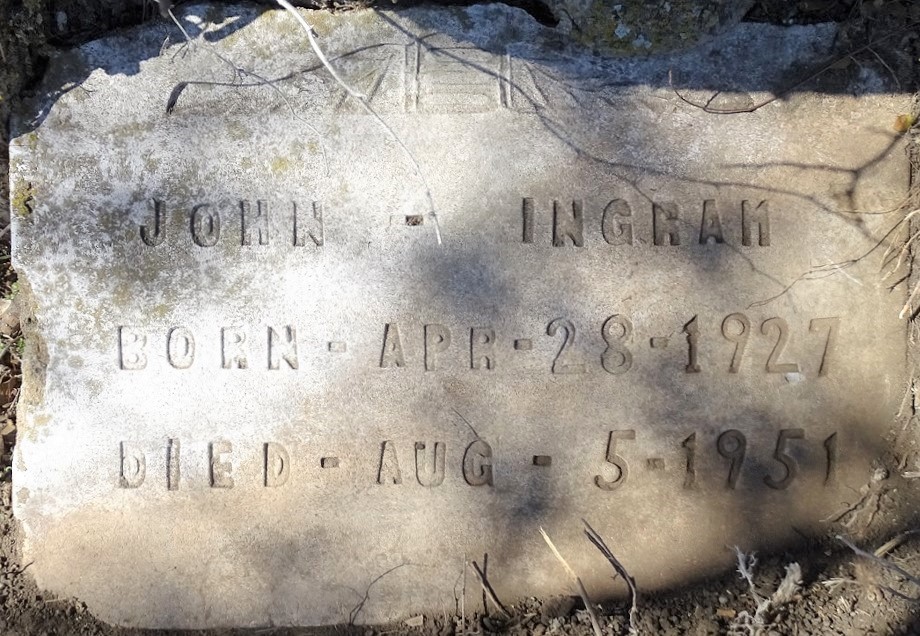 JOHN - INGRAM
BORN - APR - 28 - 1927
DIED - AUG - 5 - 1951